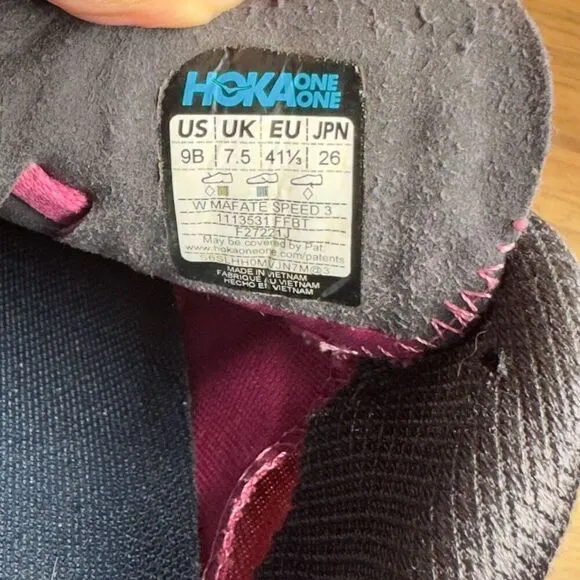 HOKA ONE ONE
US UK EU JPN
9B 7.5 41⅓ 26
W MAFATE SPEED 3
1113531 FFBT
F27221J
May be covered by Pat.
www.hokaoneone.com/patents
MADE IN VIETNAM
FABRIQUÉ AU VIETNAM
HECHO EN VIETNAM